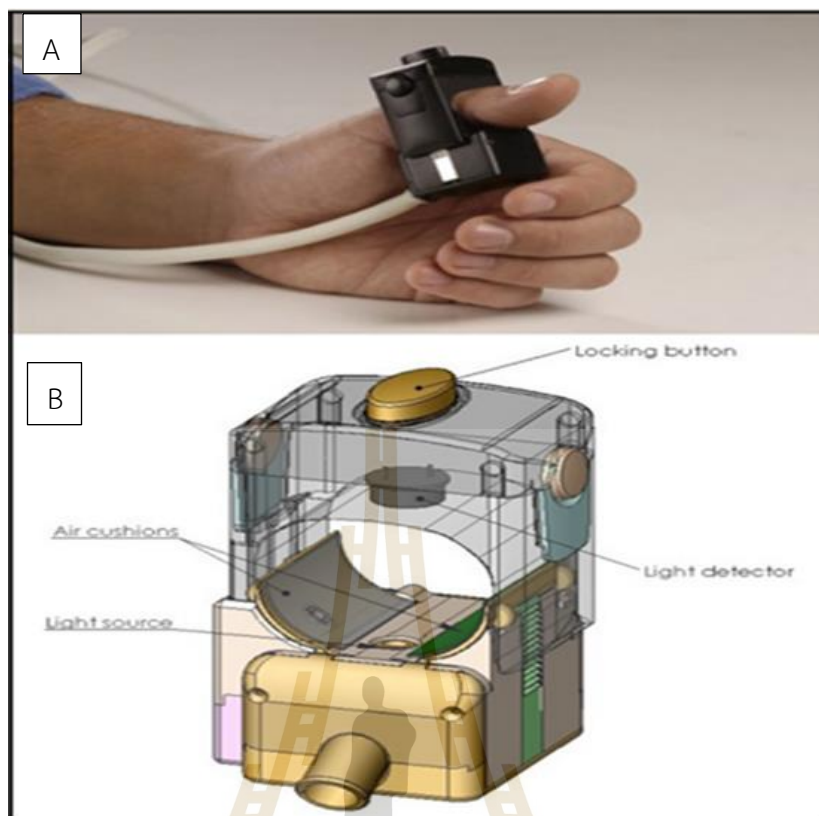 A
Locking button
B
Air cushions
Light detector
Light source